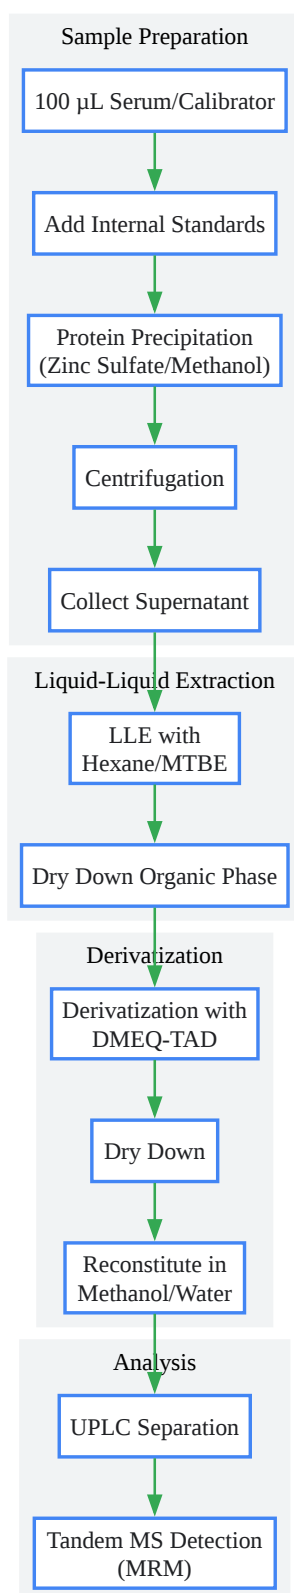 Sample Preparation
100 µL Serum/Calibrator
Add Internal Standards
Protein Precipitation
(Zinc Sulfate/Methanol)
Centrifugation
Collect Supernatant
Liquid-Liquid Extraction
LLE with
Hexane/MTBE
Dry Down Organic Phase
Derivatization
Derivatization with
DMEQ-TAD
Dry Down
Reconstitute in
Methanol/Water
Analysis
UPLC Separation
Tandem MS Detection
(MRM)